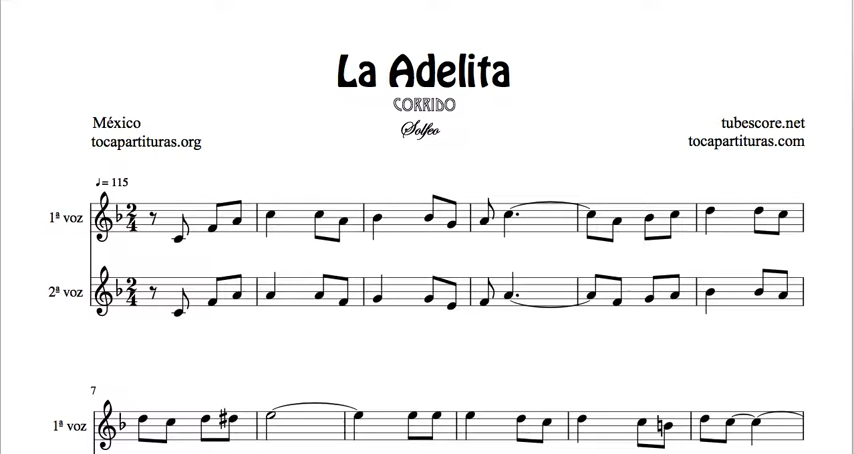 La Adelita
CORRIDO
Solfeo
México
tubescore.net
tocapartituras.org
tocapartituras.com
♩= 115
1ª voz
2ª voz
7
1ª voz